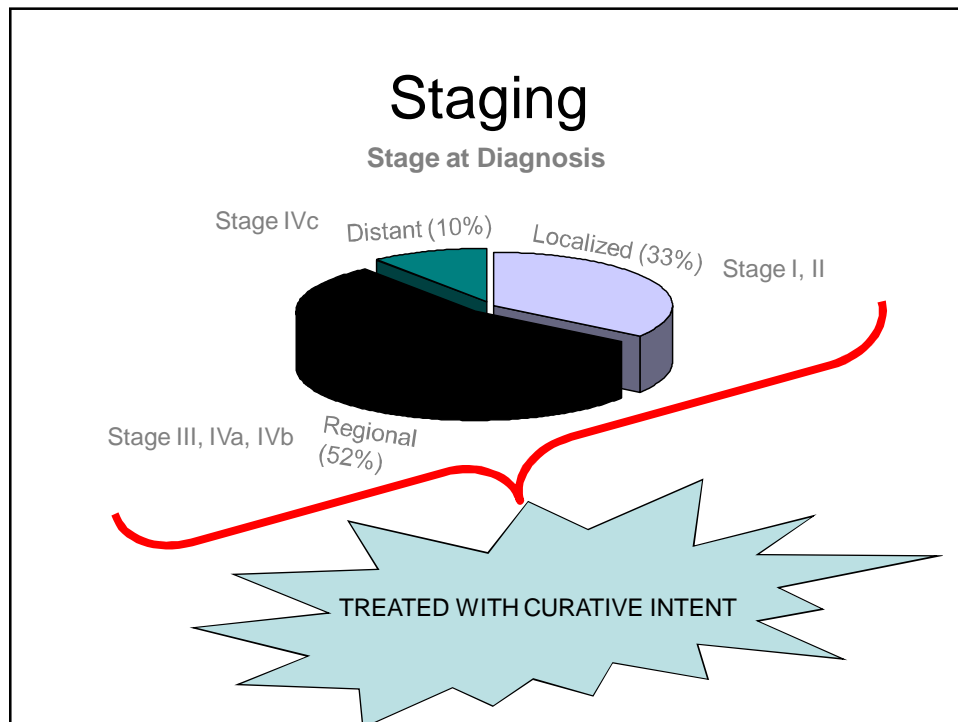 Staging
Stage at Diagnosis
Stage IVc
Distant (10%)
Localized (33%)
Stage I, II
Stage III, IVa, IVb
Regional
(52%)
TREATED WITH CURATIVE INTENT